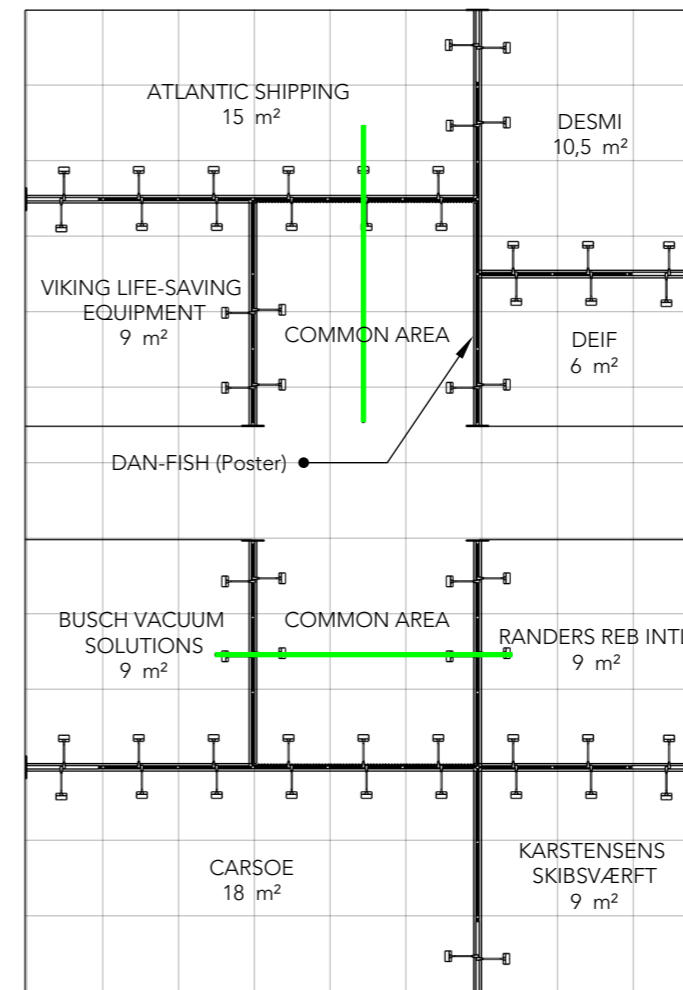 ATLANTIC SHIPPING
15 m²
DESMI
10,5 m²
VIKING LIFE-SAVING
EQUIPMENT
9 m²
COMMON AREA
DEIF
6 m²
DAN-FISH (Poster)
BUSCH VACUUM
SOLUTIONS
9 m²
COMMON AREA
RANDERS REB INTL
9 m²
CARSOE
18 m²
KARSTENSENS
SKIBSVÆRFT
9 m²